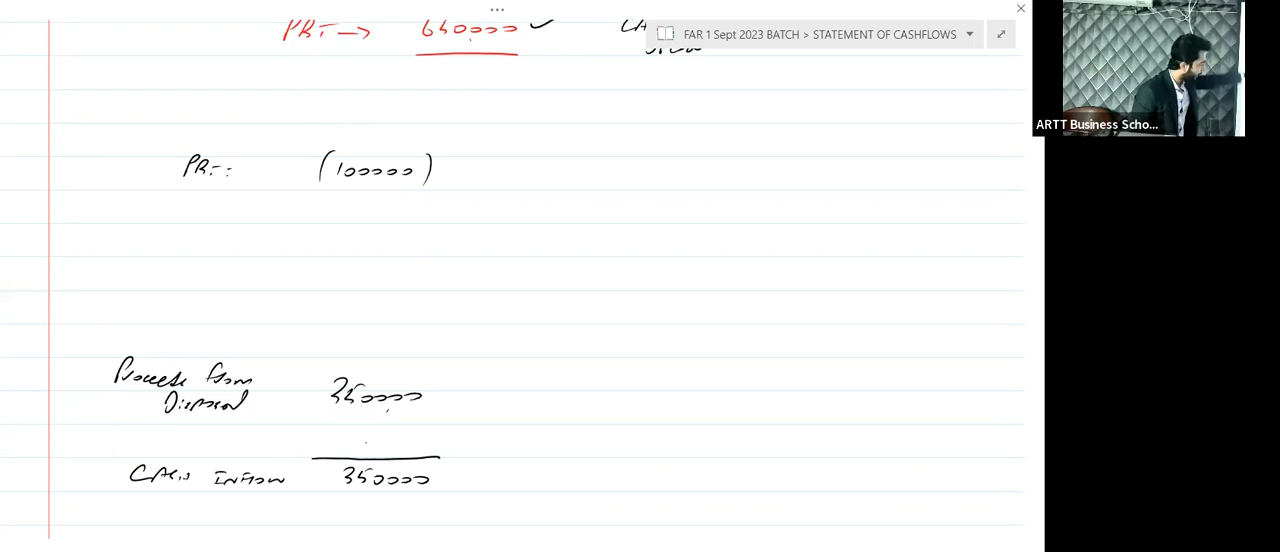 PBT → 650000 ✓
FAR 1 Sept 2023 BATCH > STATEMENT OF CASHFLOWS
ARTT Business Scho...
PBT: (100000)
Proceeds from
Disposal 350000
Cash Inflow 350000